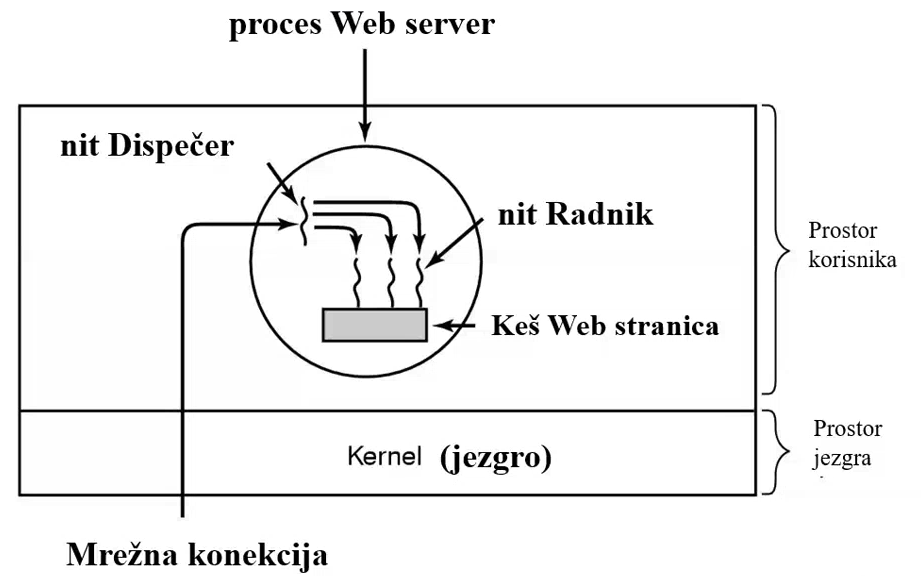 proces Web server
nit Dispečer
nit Radnik
Prostor
korisnika
Keš Web stranica
Prostor
jezgra
Kernel (jezgro)
Mrežna konekcija